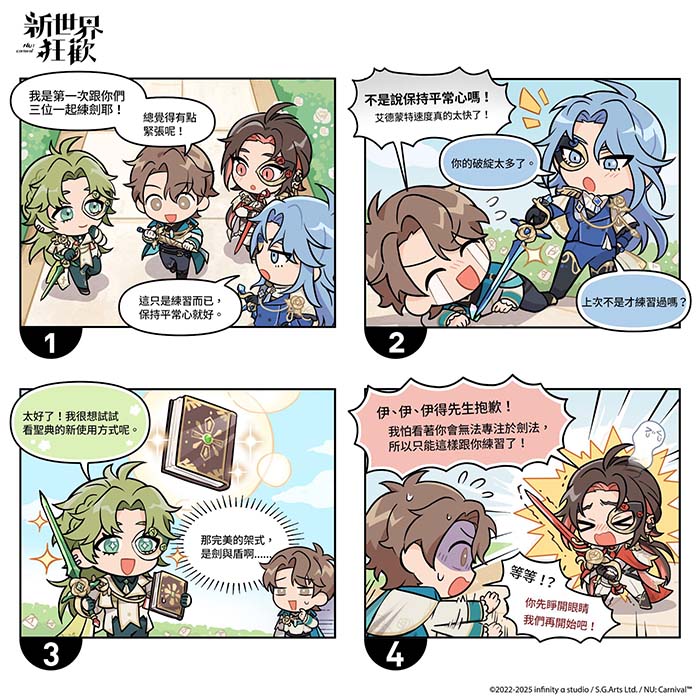 新世界
狂歡
NU:
carnival
我是第一次跟你們
三位一起練劍耶！
總覺得有點
緊張呢！
這只是練習而已，
保持平常心就好。
1
不是說保持平常心嗎！
艾德蒙特速度真的太快了！
你的破綻太多了。
上次不是才練習過嗎？
2
太好了！我很想試試
看聖典的新使用方式呢。
那完美的架式，
是劍與盾啊……
3
伊、伊、伊得先生抱歉！
我怕看著你會無法專注於劍法，
所以只能這樣跟你練習了！
等等！？
你先睜開眼睛
我們再開始吧！
4
©2022-2025 infinity α studio / S.G.Arts Ltd. / NU: Carnival™